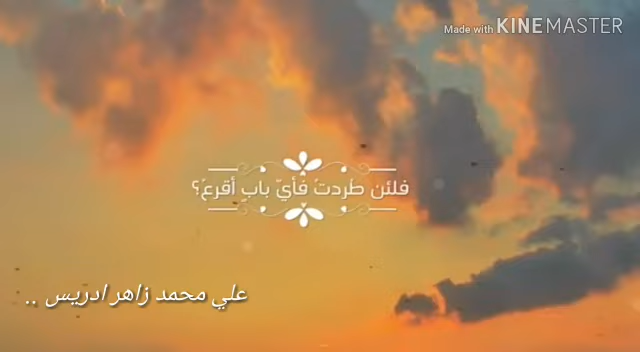 Made with KINEMASTER
فلئن طردتَ فأيّ بابٍ أقرعُ؟
علي محمد زاهر ادريس ..